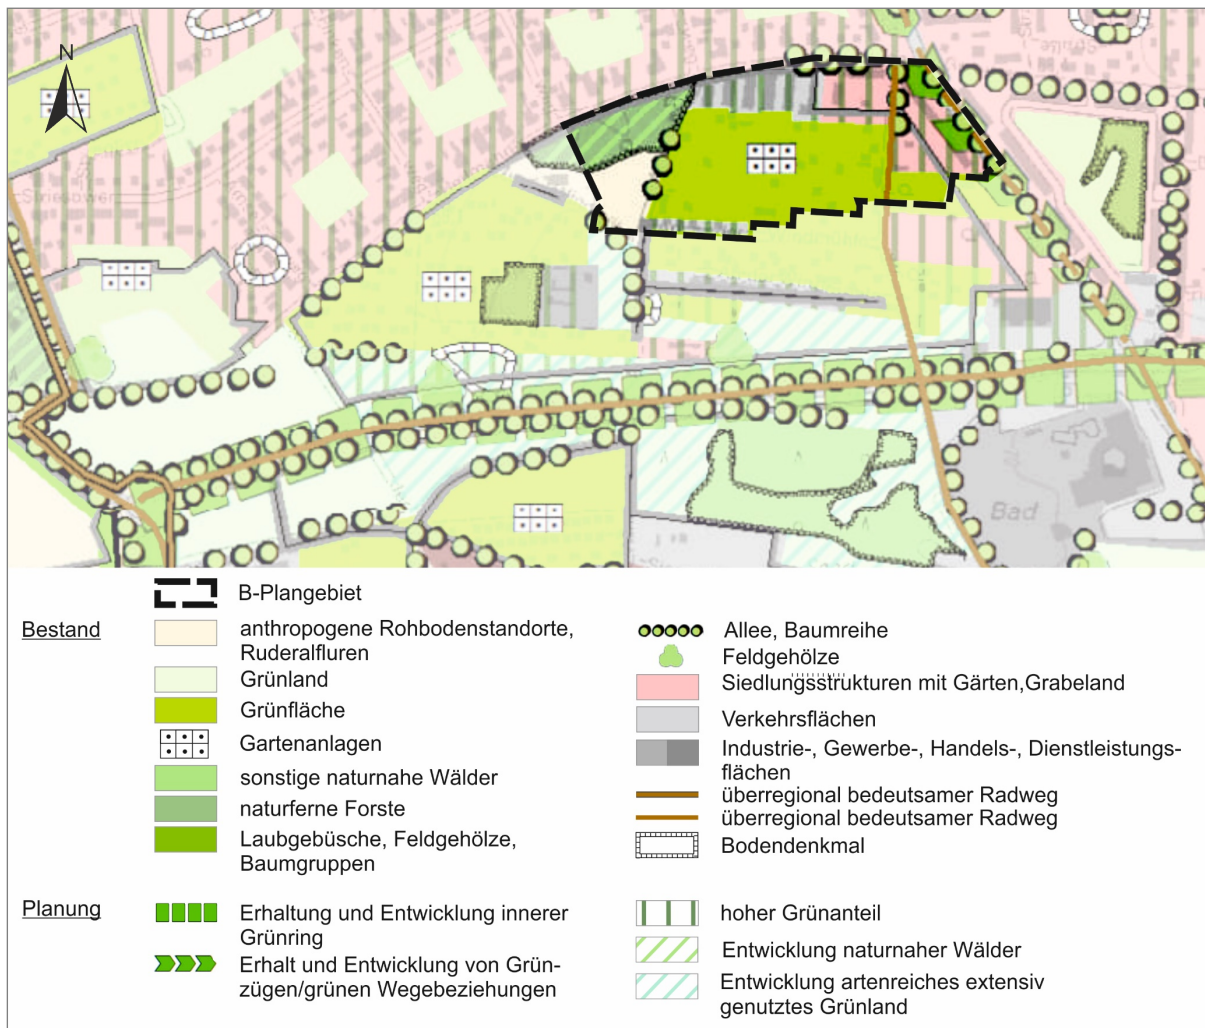 N
Bad
B-Plangebiet
Bestand
anthropogene Rohbodenstandorte,
Ruderalfluren
Grünland
Grünfläche
Gartenanlagen
sonstige naturnahe Wälder
naturferne Forste
Laubgebüsche, Feldgehölze,
Baumgruppen
Allee, Baumreihe
Feldgehölze
Siedlungsstrukturen mit Gärten,Grabeland
Verkehrsflächen
Industrie-, Gewerbe-, Handels-, Dienstleistungs-
flächen
überregional bedeutsamer Radweg
überregional bedeutsamer Radweg
Bodendenkmal
Planung
Erhaltung und Entwicklung innerer
Grünring
Erhalt und Entwicklung von Grün-
zügen/grünen Wegebeziehungen
hoher Grünanteil
Entwicklung naturnaher Wälder
Entwicklung artenreiches extensiv
genutztes Grünland